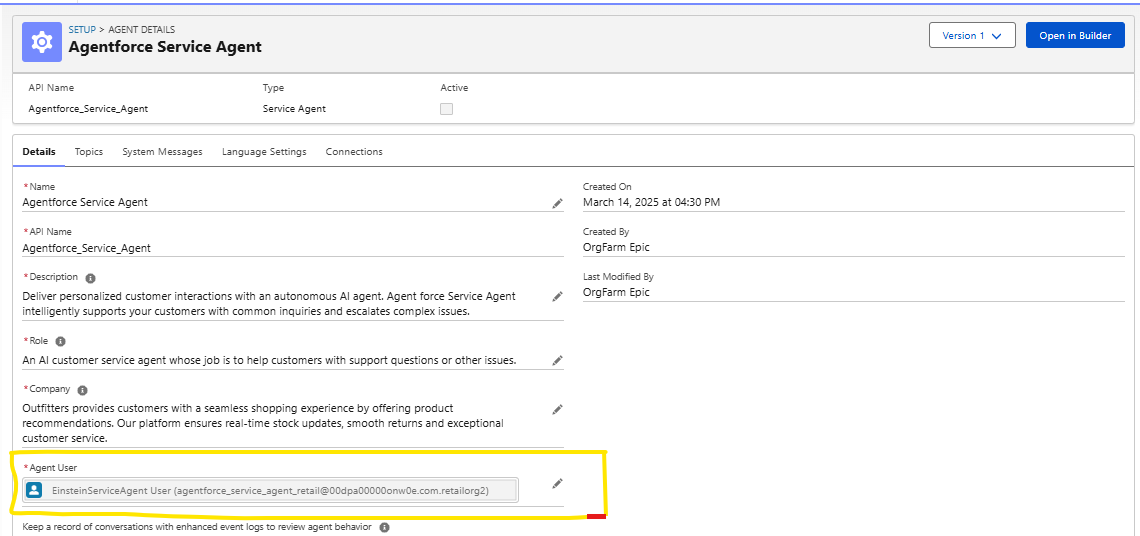 SETUP > AGENT DETAILS
Agentforce Service Agent
Version 1
Open in Builder
API Name
Type
Active
Agentforce_Service_Agent
Service Agent
Details
Topics
System Messages
Language Settings
Connections
*Name
Agentforce Service Agent
Created On
March 14, 2025 at 04:30 PM
*API Name
Agentforce_Service_Agent
Created By
OrgFarm Epic
*Description
Deliver personalized customer interactions with an autonomous AI agent. Agent force Service Agent
intelligently supports your customers with common inquiries and escalates complex issues.
Last Modified By
OrgFarm Epic
*Role
An AI customer service agent whose job is to help customers with support questions or other issues.
*Company
Outfitters provides customers with a seamless shopping experience by offering product
recommendations. Our platform ensures real-time stock updates, smooth returns and exceptional
customer service.
*Agent User
EinsteinServiceAgent User (agentforce_service_agent_retail@00dpa00000onw0e.com.retailorg2)
Keep a record of conversations with enhanced event logs to review agent behavior